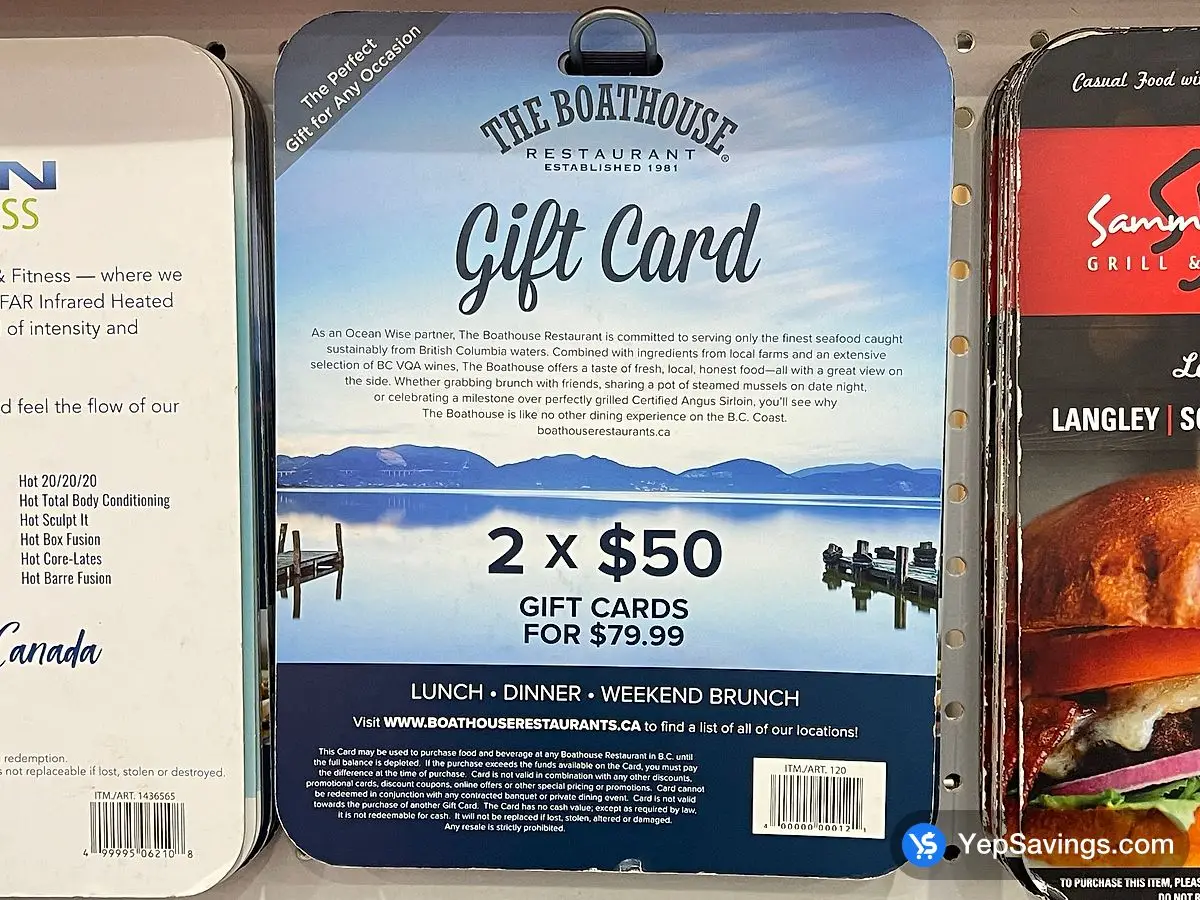 N
SS
& Fitness — where we
FAR Infrared Heated
of intensity and
d feel the flow of our
Hot 20/20/20
Hot Total Body Conditioning
Hot Sculpt It
Hot Box Fusion
Hot Core-Lates
Hot Barre Fusion
Canada
redemption.
s not replaceable if lost, stolen or destroyed.
ITM./ART. 1436565
4 99995 06210 8
The Perfect
Gift for Any Occasion
THE BOATHOUSE®
RESTAURANT
ESTABLISHED 1981
Gift Card
As an Ocean Wise partner, The Boathouse Restaurant is committed to serving only the finest seafood caught
sustainably from British Columbia waters. Combined with ingredients from local farms and an extensive
selection of BC VQA wines, The Boathouse offers a taste of fresh, local, honest food—all with a great view on
the side. Whether grabbing brunch with friends, sharing a pot of steamed mussels on date night,
or celebrating a milestone over perfectly grilled Certified Angus Sirloin, you'll see why
The Boathouse is like no other dining experience on the B.C. Coast.
boathouserestaurants.ca
2 X $50
GIFT CARDS
FOR $79.99
LUNCH • DINNER • WEEKEND BRUNCH
Visit WWW.BOATHOUSERESTAURANTS.CA to find a list of all of our locations!
This Card may be used to purchase food and beverage at any Boathouse Restaurant in B.C. until
the full balance is depleted. If the purchase exceeds the funds available on the Card, you must pay
the difference at the time of purchase. Card is not valid in combination with any other discounts,
promotional cards, discount coupons, online offers or other special pricing or promotions. Card cannot
be redeemed in conjunction with any contracted banquet or private dining event. Card is not valid
towards the purchase of another Gift Card. The Card has no cash value; except as required by law,
it is not redeemable for cash. It will not be replaced if lost, stolen, altered or damaged.
Any resale is strictly prohibited.
ITM./ART. 120
4 00000 00012 1
Casual Food wi
Samm
GRILL &
L
LANGLEY | S
TO PURCHASE THIS ITEM, PLEAS
DO NOT R
YepSavings.com